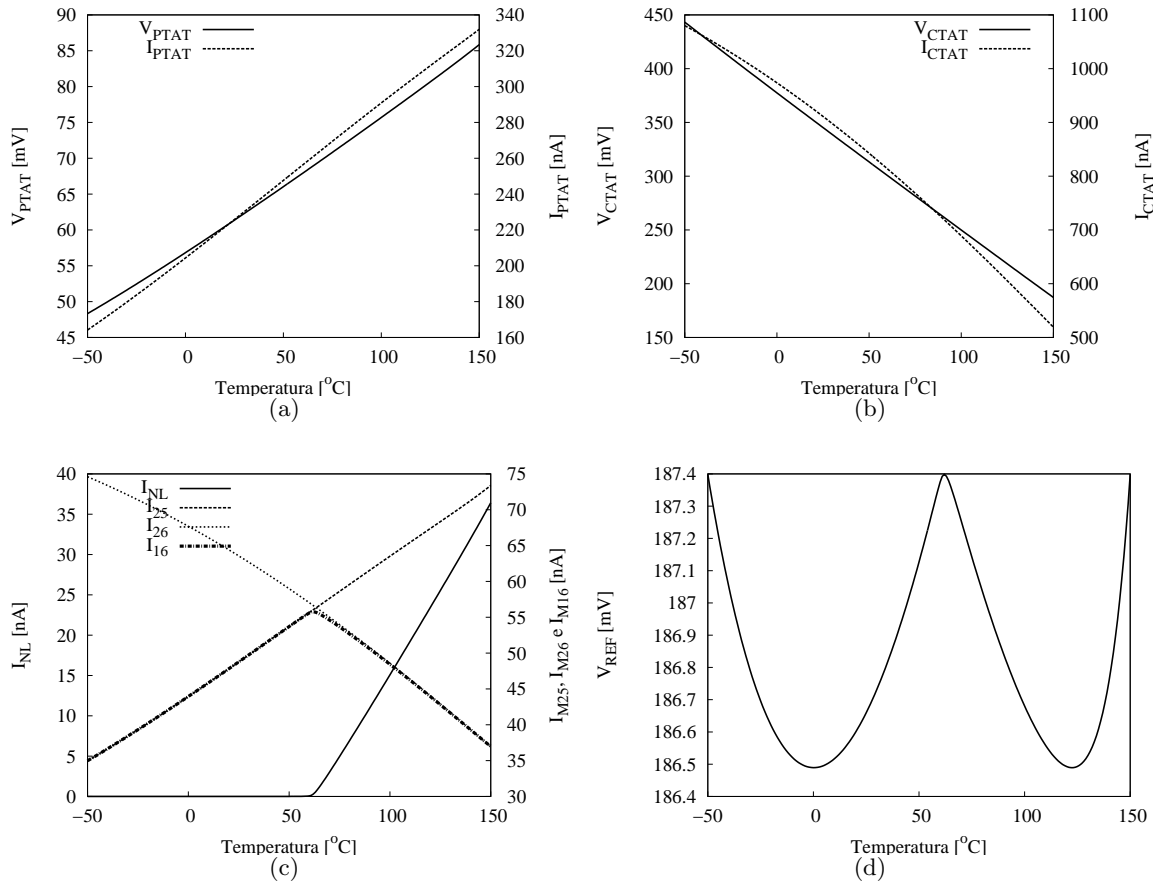 V_PTAT
I_PTAT
V_PTAT [mV]
90
85
80
75
70
65
60
55
50
45
I_PTAT [nA]
340
320
300
280
260
240
220
200
180
160
−50 0 50 100 150
Temperatura [°C]
(a)
V_CTAT
I_CTAT
V_CTAT [mV]
450
400
350
300
250
200
150
I_CTAT [nA]
1100
1000
900
800
700
600
500
−50 0 50 100 150
Temperatura [°C]
(b)
I_NL
I_25
I_26
I_16
I_NL [nA]
40
35
30
25
20
15
10
5
0
I_M25, I_M26 e I_M16 [nA]
75
70
65
60
55
50
45
40
35
30
−50 0 50 100 150
Temperatura [°C]
(c)
V_REF [mV]
187.4
187.3
187.2
187.1
187
186.9
186.8
186.7
186.6
186.5
186.4
−50 0 50 100 150
Temperatura [°C]
(d)